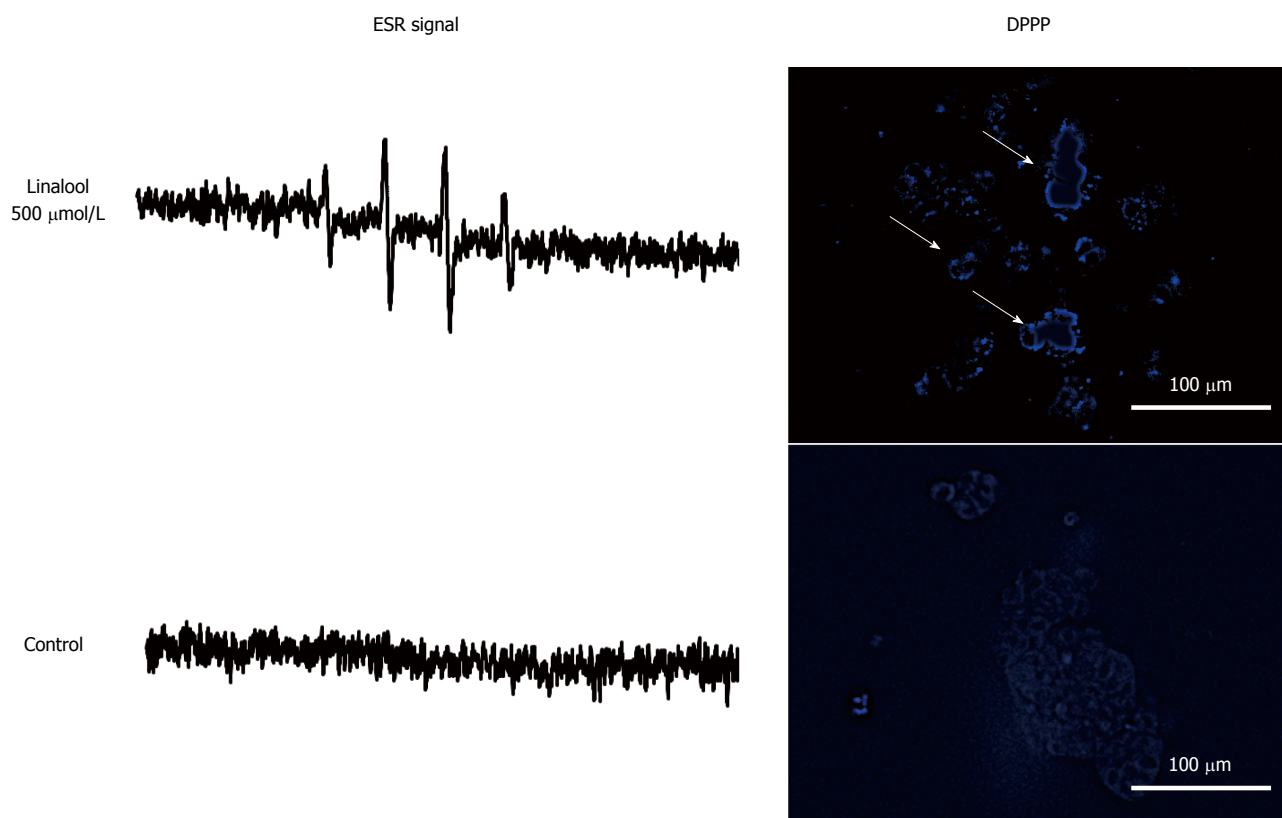 ESR signal
DPPP
Linalool
500 μmol/L
100 μm
Control
100 μm